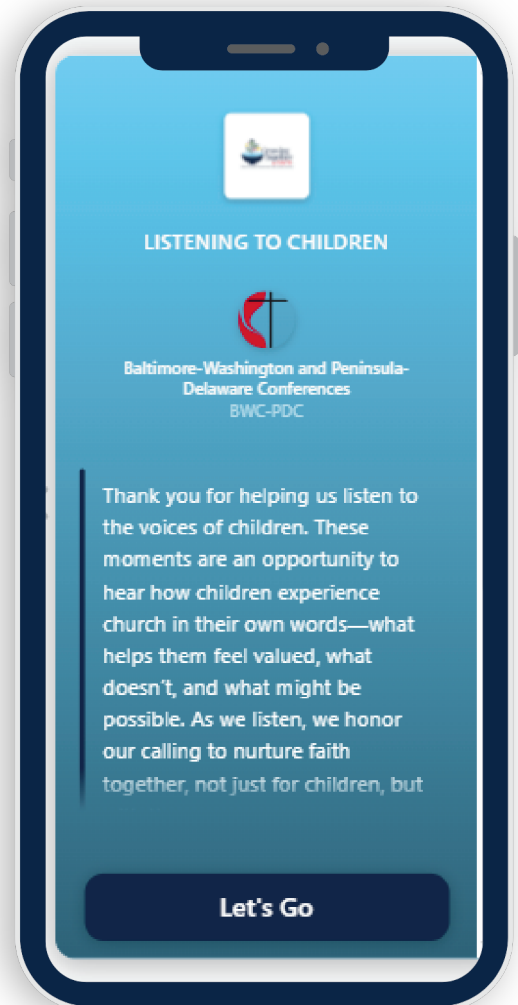 LISTENING TO CHILDREN
Baltimore-Washington and Peninsula-
Delaware Conferences
BWC-PDC
Thank you for helping us listen to
the voices of children. These
moments are an opportunity to
hear how children experience
church in their own words—what
helps them feel valued, what
doesn't, and what might be
possible. As we listen, we honor
our calling to nurture faith
together, not just for children, but
Let's Go